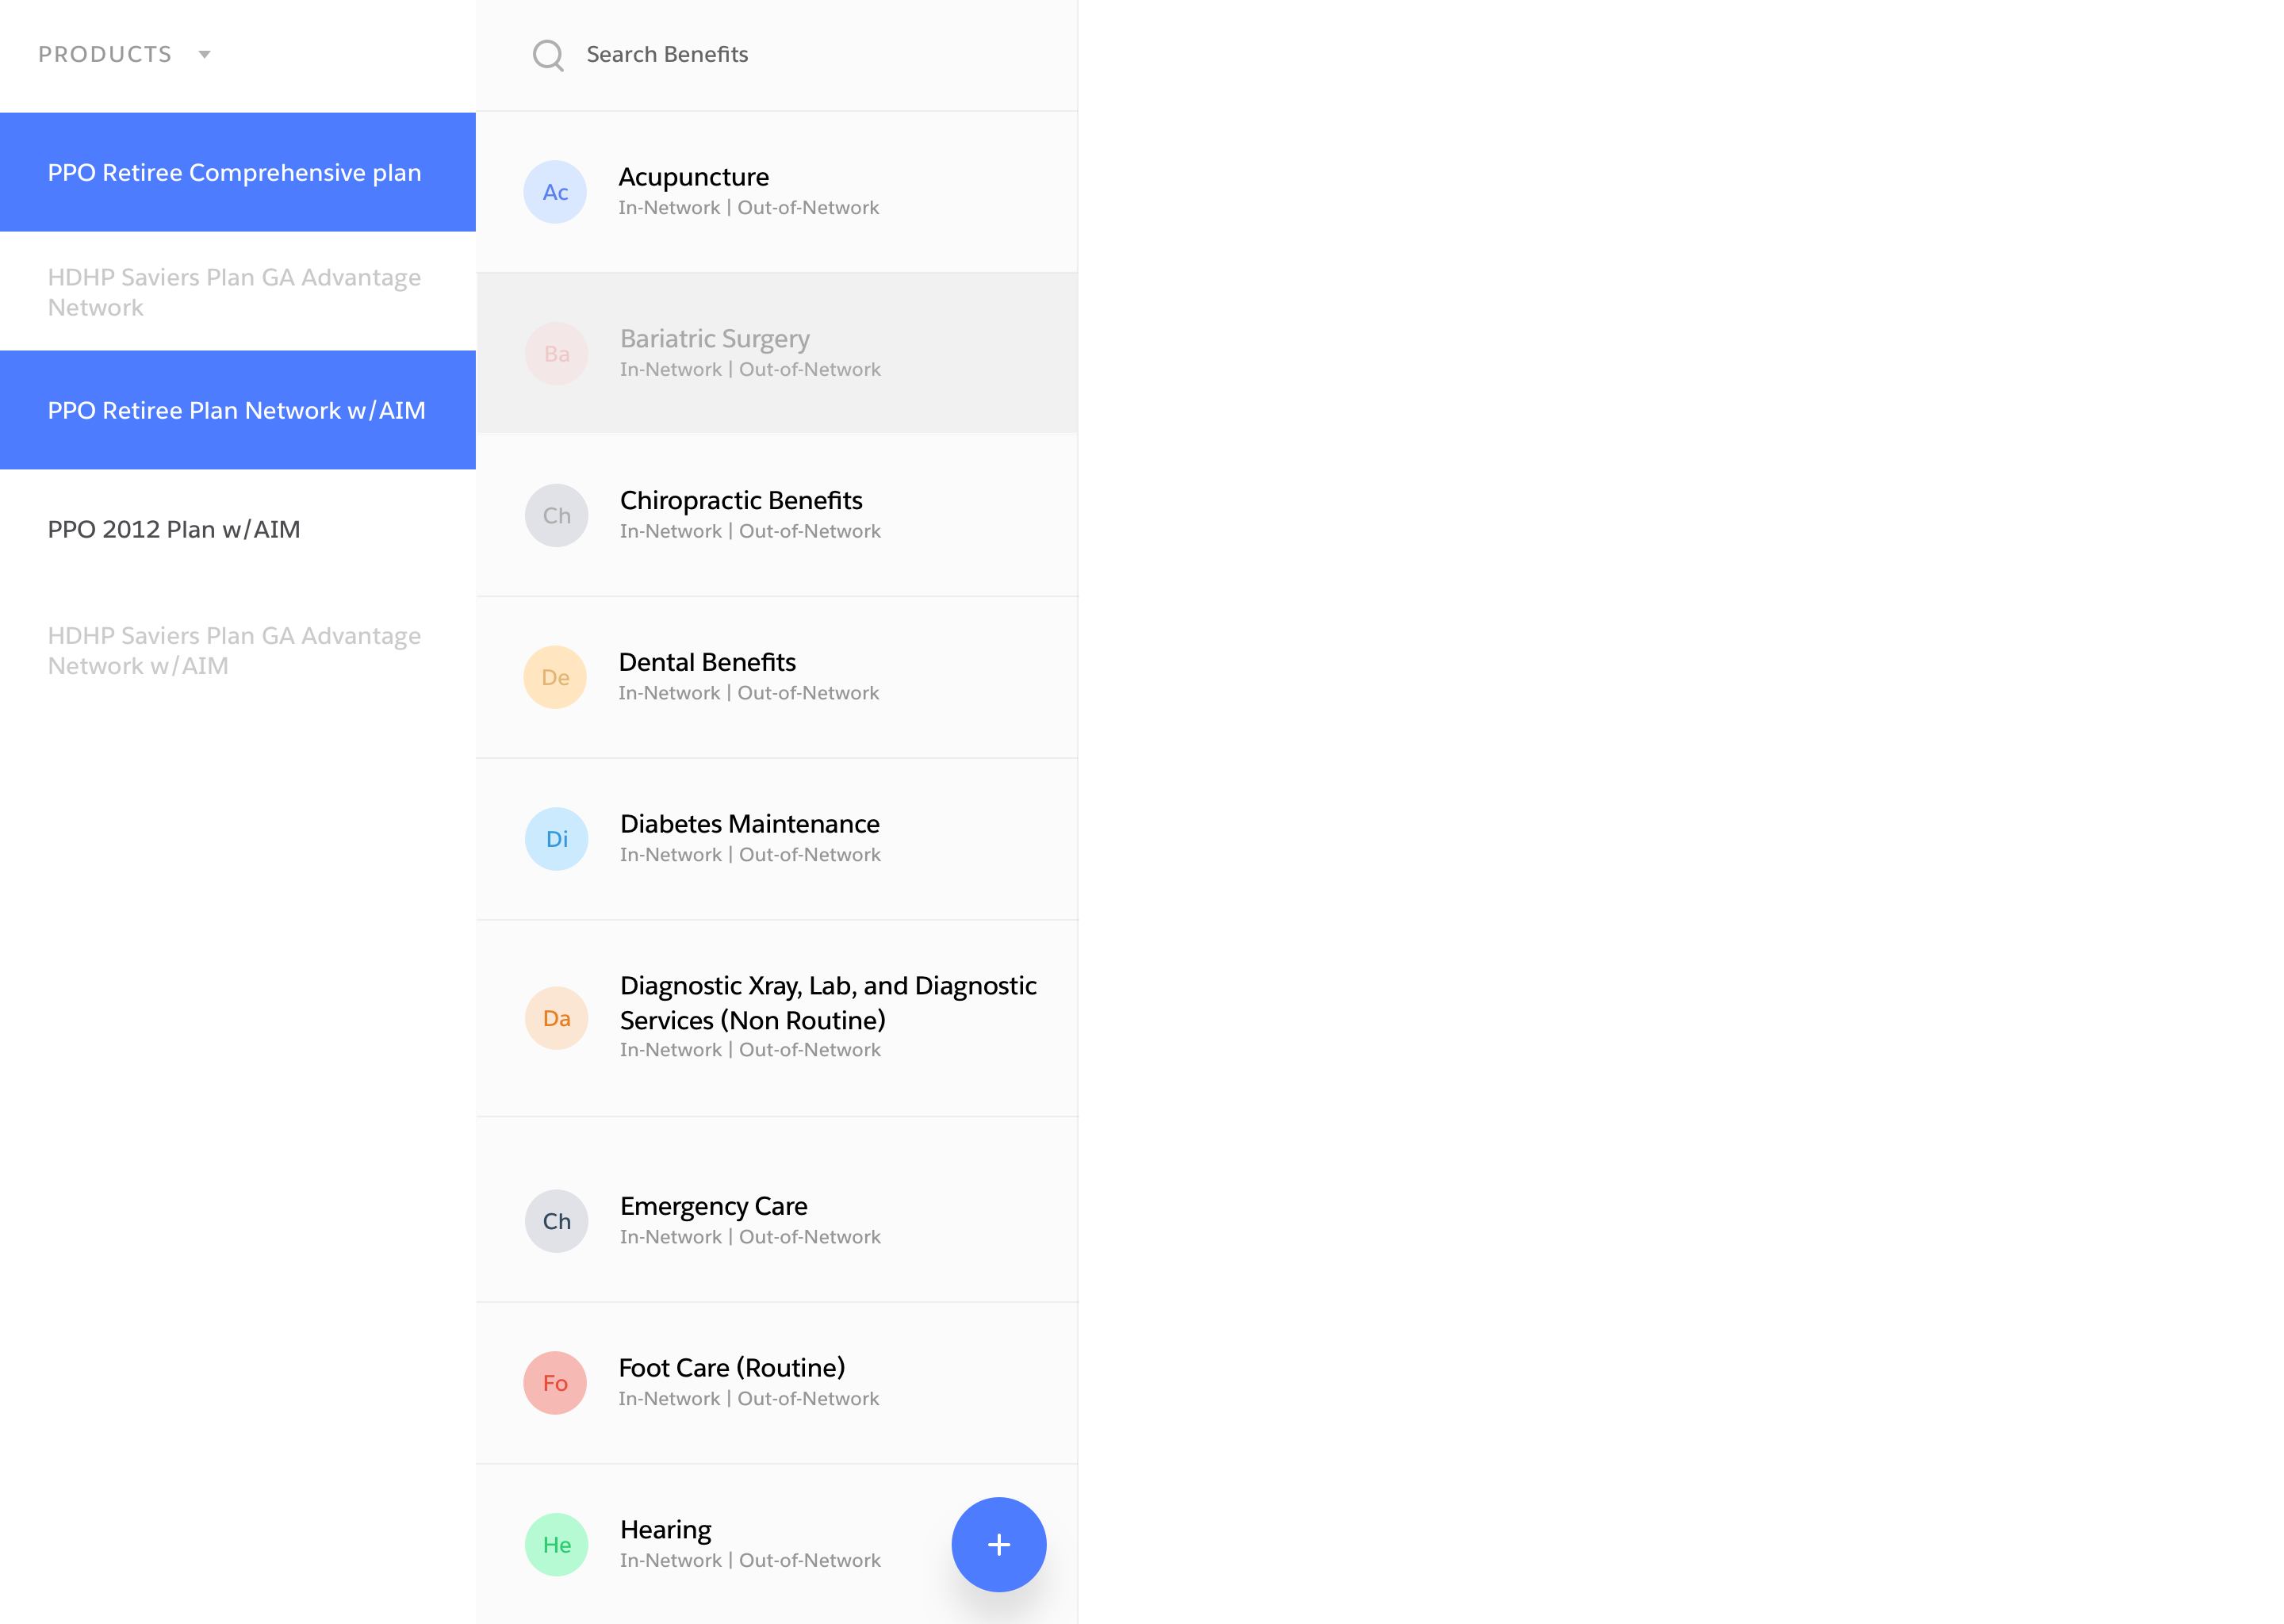 PRODUCTS
PPO Retiree Comprehensive plan
HDHP Saviers Plan GA Advantage
Network
PPO Retiree Plan Network w/AIM
PPO 2012 Plan w/AIM
HDHP Saviers Plan GA Advantage
Network w/AIM
Search Benefits
Ac
Acupuncture
In-Network | Out-of-Network
Ba
Bariatric Surgery
In-Network | Out-of-Network
Ch
Chiropractic Benefits
In-Network | Out-of-Network
De
Dental Benefits
In-Network | Out-of-Network
Di
Diabetes Maintenance
In-Network | Out-of-Network
Da
Diagnostic Xray, Lab, and Diagnostic
Services (Non Routine)
In-Network | Out-of-Network
Ch
Emergency Care
In-Network | Out-of-Network
Fo
Foot Care (Routine)
In-Network | Out-of-Network
He
Hearing
In-Network | Out-of-Network